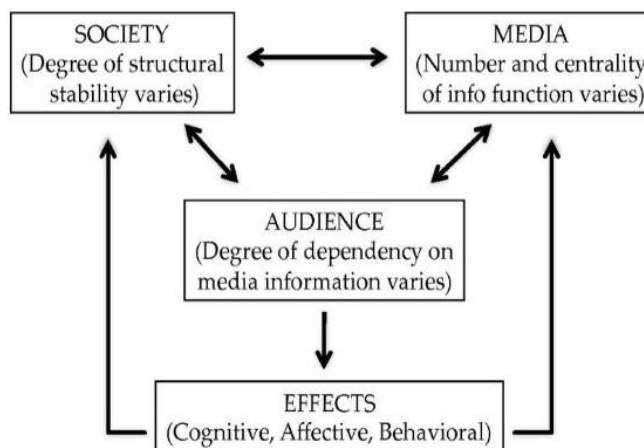 SOCIETY
(Degree of structural
stability varies)
MEDIA
(Number and centrality
of info function varies)
AUDIENCE
(Degree of dependency on
media information varies)
EFFECTS
(Cognitive, Affective, Behavioral)